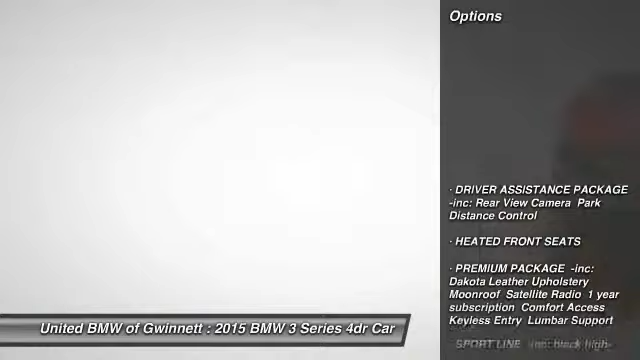 Options
· DRIVER ASSISTANCE PACKAGE
-inc: Rear View Camera Park
Distance Control
· HEATED FRONT SEATS
· PREMIUM PACKAGE -inc:
Dakota Leather Upholstery
Moonroof Satellite Radio 1 year
subscription Comfort Access
Keyless Entry Lumbar Support
SPORT LINE
United BMW of Gwinnett : 2015 BMW 3 Series 4dr Car